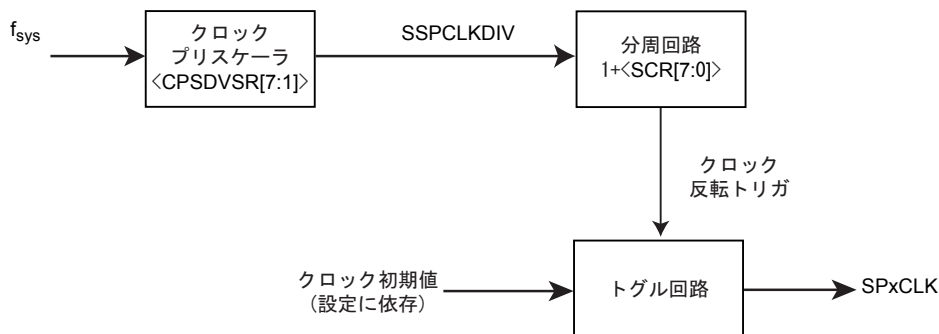 fsys
クロック
プリスケーラ
<CPSDVSR[7:1]>
SSPCLKDIV
分周回路
1+<SCR[7:0]>
クロック
反転トリガ
クロック初期値
(設定に依存)
トグル回路
SPxCLK